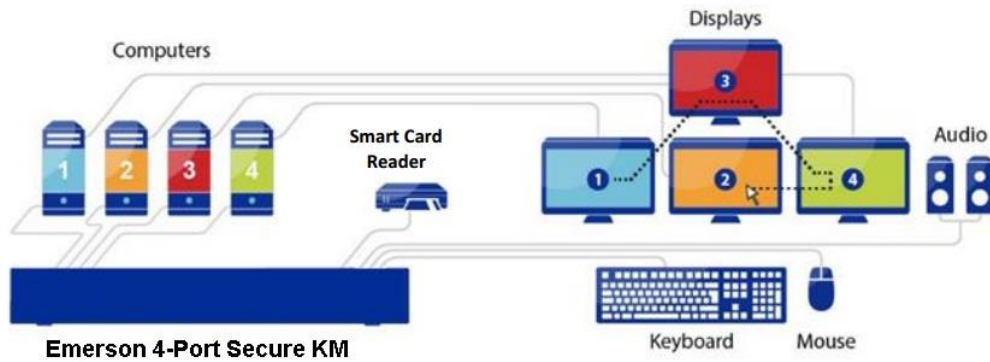 Computers
Displays
3
1 2 3 4
Smart Card
Reader
Audio
1 2 4
Emerson 4-Port Secure KM
Keyboard Mouse